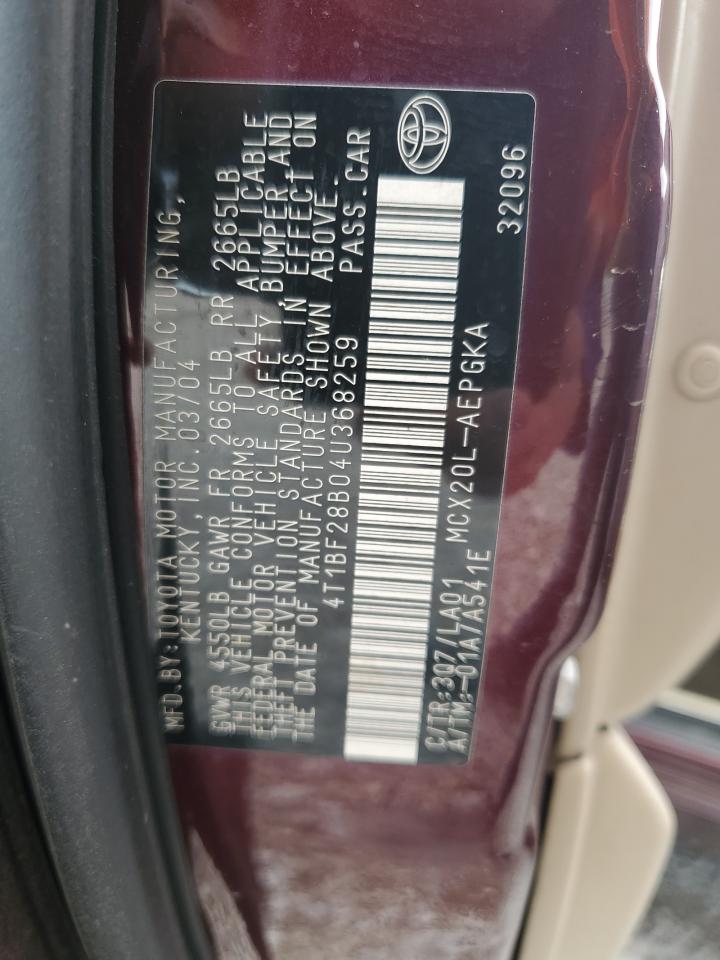 MFD.BY:TOYOTA MOTOR MANUFACTURING,
KENTUCKY,INC.03/04
GVWR 4550LB GAWR FR 2665LB RR 2665LB
THIS VEHICLE CONFORMS TO ALL APPLICABLE
FEDERAL MOTOR VEHICLE SAFETY,BUMPER,AND
THEFT PREVENTION STANDARDS IN EFFECT ON
THE DATE OF MANUFACTURE SHOWN ABOVE.
4T1BF28B04U368259 PASS.CAR
C/TR:3Q7/LA01 MCX20L-AEPGKA
A/TM:-01A/A541E 32096